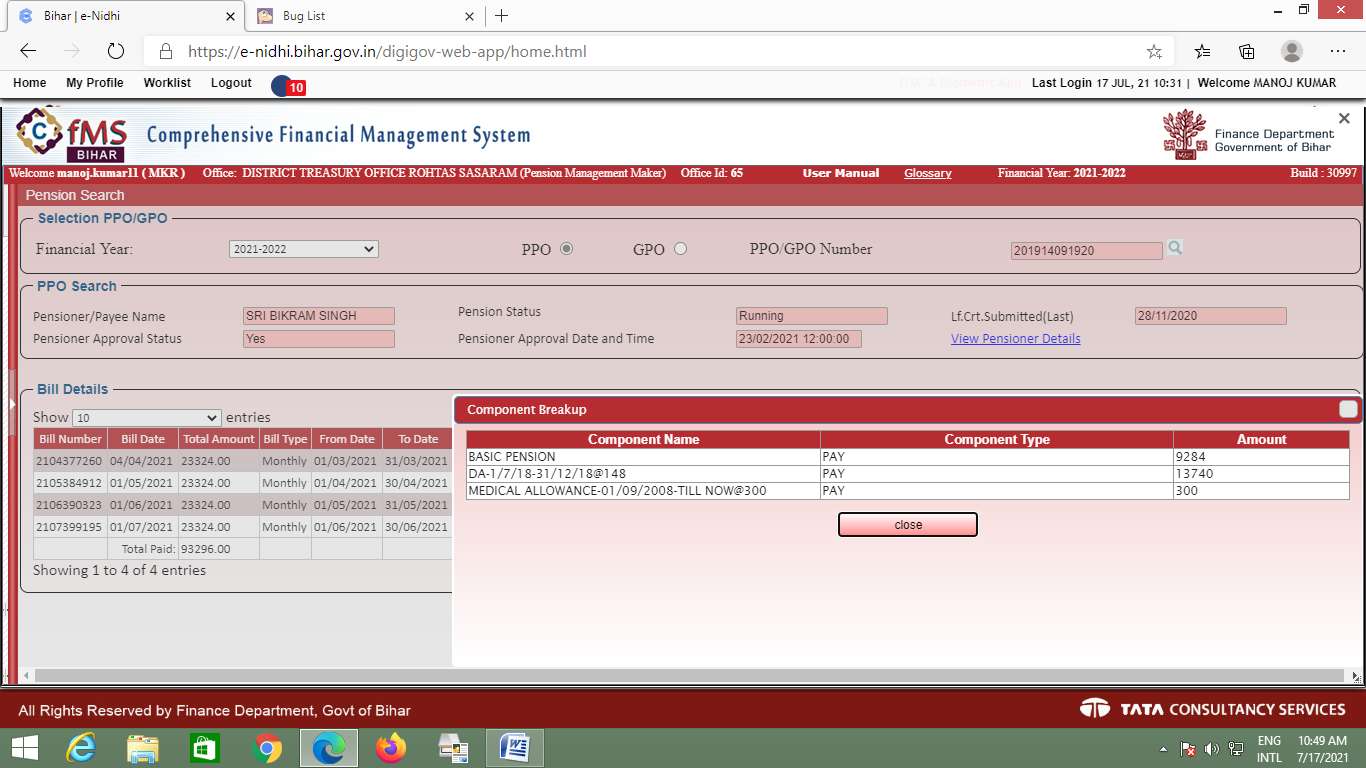 Bihar | e-Nidhi
Bug List
https://e-nidhi.bihar.gov.in/digigov-web-app/home.html
Home My Profile Worklist Logout 10 DSC & Biometric App Last Login 17 JUL, 21 10:31 | Welcome MANOJ KUMAR
C fMS BIHAR Comprehensive Financial Management System
Finance Department
Government of Bihar
Welcome manoj.kumar11 ( MKR ) Office: DISTRICT TREASURY OFFICE ROHTAS SASARAM (Pension Management Maker) Office Id: 65 User Manual Glossary Financial Year: 2021-2022 Build : 30997
Pension Search
Selection PPO/GPO
Financial Year: 2021-2022 PPO GPO PPO/GPO Number 201914091920
PPO Search
Pensioner/Payee Name SRI BIKRAM SINGH Pension Status Running Lf.Crt.Submitted(Last) 28/11/2020
Pensioner Approval Status Yes Pensioner Approval Date and Time 23/02/2021 12:00:00 View Pensioner Details
Bill Details
Show 10 entries
Bill Number Bill Date Total Amount Bill Type From Date To Date
2104377260 04/04/2021 23324.00 Monthly 01/03/2021 31/03/2021
2105384912 01/05/2021 23324.00 Monthly 01/04/2021 30/04/2021
2106390323 01/06/2021 23324.00 Monthly 01/05/2021 31/05/2021
2107399195 01/07/2021 23324.00 Monthly 01/06/2021 30/06/2021
Total Paid: 93296.00
Showing 1 to 4 of 4 entries
Component Breakup
Component Name Component Type Amount
BASIC PENSION PAY 9284
DA-1/7/18-31/12/18@148 PAY 13740
MEDICAL ALLOWANCE-01/09/2008-TILL NOW@300 PAY 300
close
All Rights Reserved by Finance Department, Govt of Bihar
TATA CONSULTANCY SERVICES
ENG 10:49 AM
INTL 7/17/2021